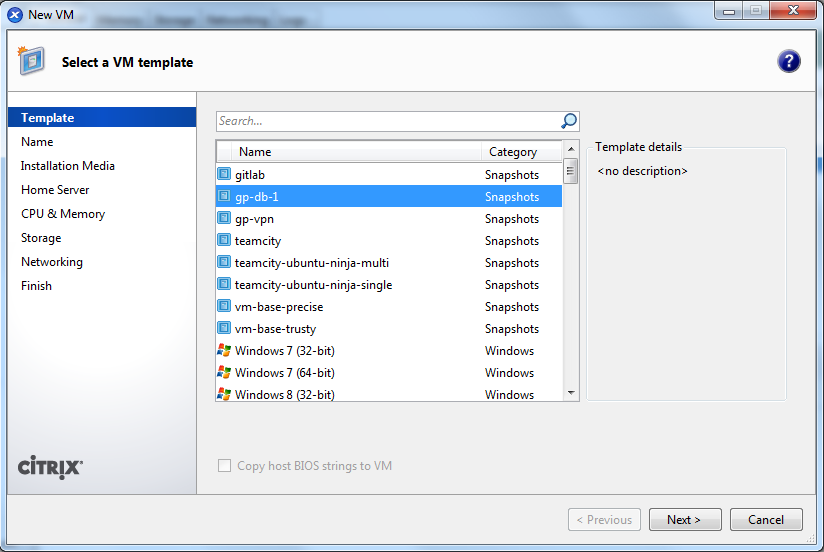 New VM
Select a VM template
?
Template
Name
Installation Media
Home Server
CPU & Memory
Storage
Networking
Finish
CİTRIX®
Search...
Name Category
gitlab Snapshots
gp-db-1 Snapshots
gp-vpn Snapshots
teamcity Snapshots
teamcity-ubuntu-ninja-multi Snapshots
teamcity-ubuntu-ninja-single Snapshots
vm-base-precise Snapshots
vm-base-trusty Snapshots
Windows 7 (32-bit) Windows
Windows 7 (64-bit) Windows
Windows 8 (32-bit) Windows
Template details
<no description>
Copy host BIOS strings to VM
< Previous Next > Cancel